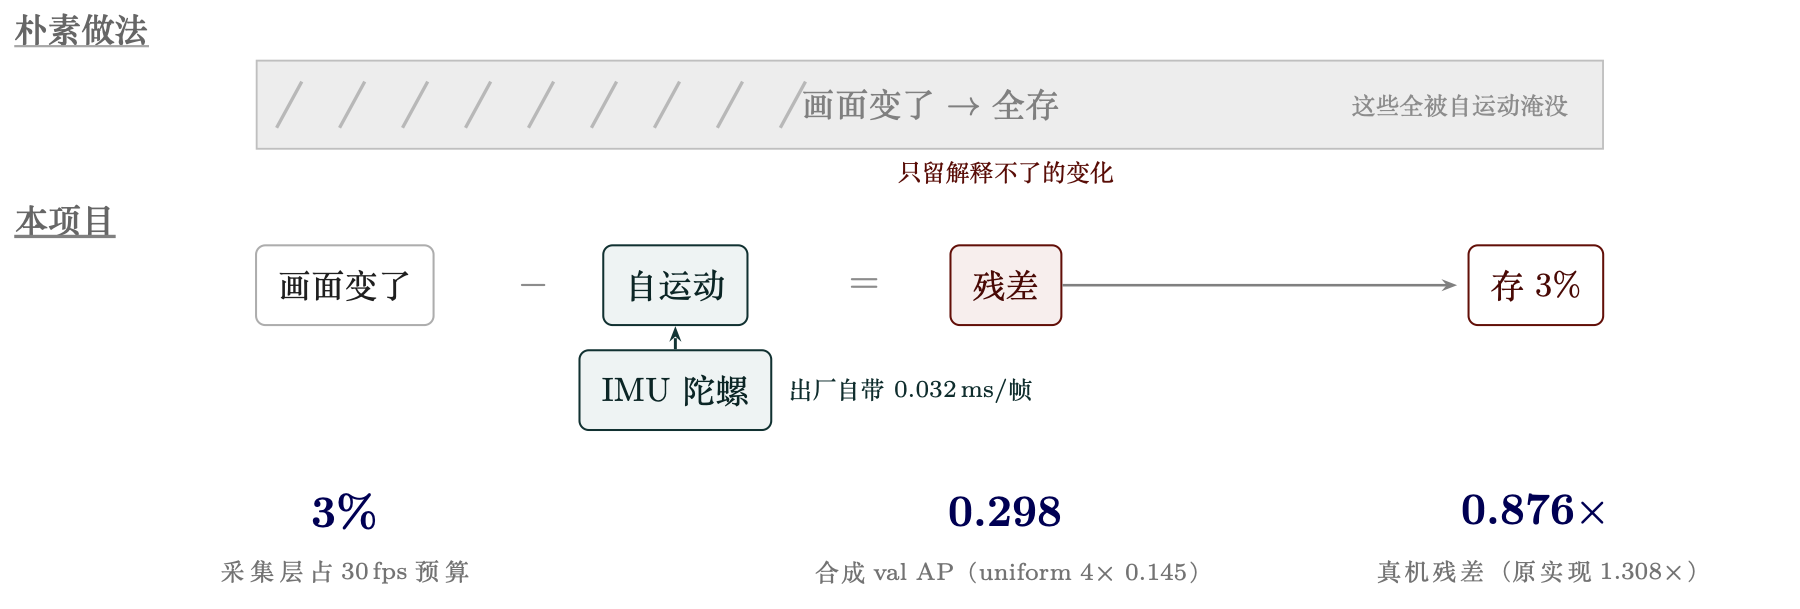 朴素做法
画面变了 → 全存
这些全被自运动淹没
只留解释不了的变化
本项目
画面变了 − 自运动 = 残差 存 3%
IMU 陀螺 出厂自带 0.032 ms/帧
3% 0.298 0.876×
采集层占 30 fps 预算 合成 val AP（uniform 4× 0.145） 真机残差（原实现 1.308×）